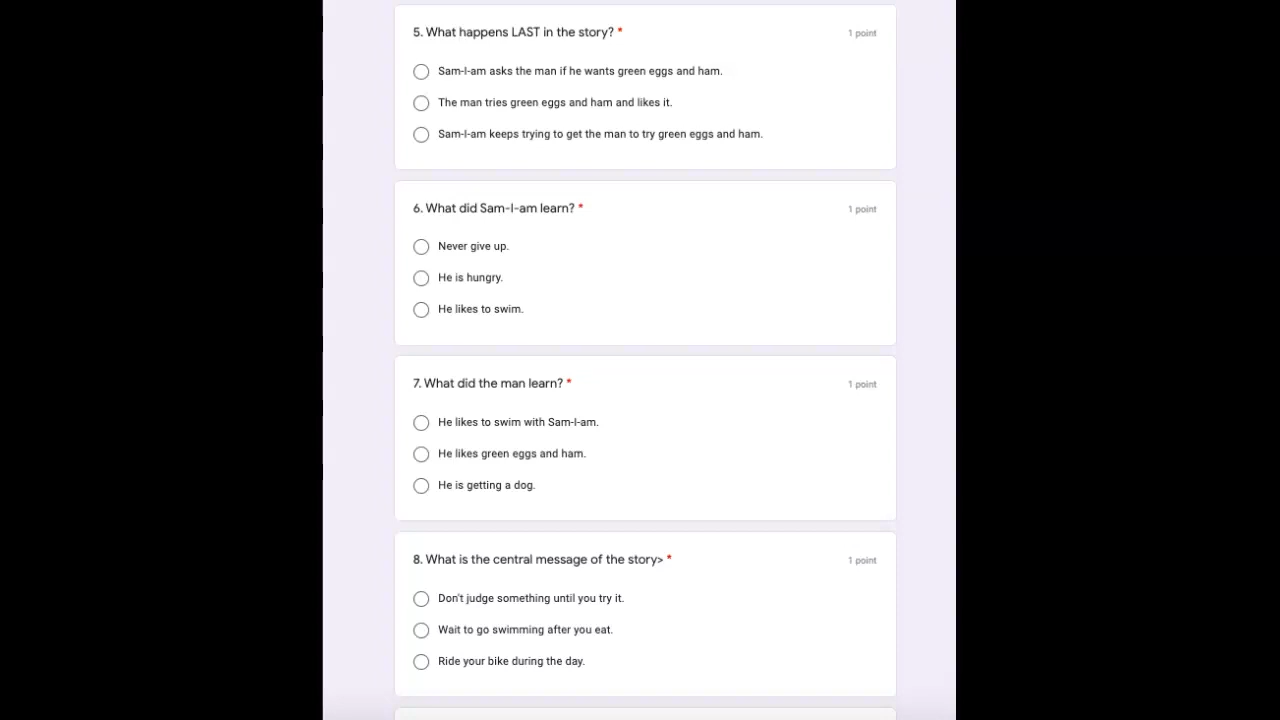 5. What happens LAST in the story? * 1 point
Sam-I-am asks the man if he wants green eggs and ham.
The man tries green eggs and ham and likes it.
Sam-I-am keeps trying to get the man to try green eggs and ham.
6. What did Sam-I-am learn? * 1 point
Never give up.
He is hungry.
He likes to swim.
7. What did the man learn? * 1 point
He likes to swim with Sam-I-am.
He likes green eggs and ham.
He is getting a dog.
8. What is the central message of the story> * 1 point
Don't judge something until you try it.
Wait to go swimming after you eat.
Ride your bike during the day.